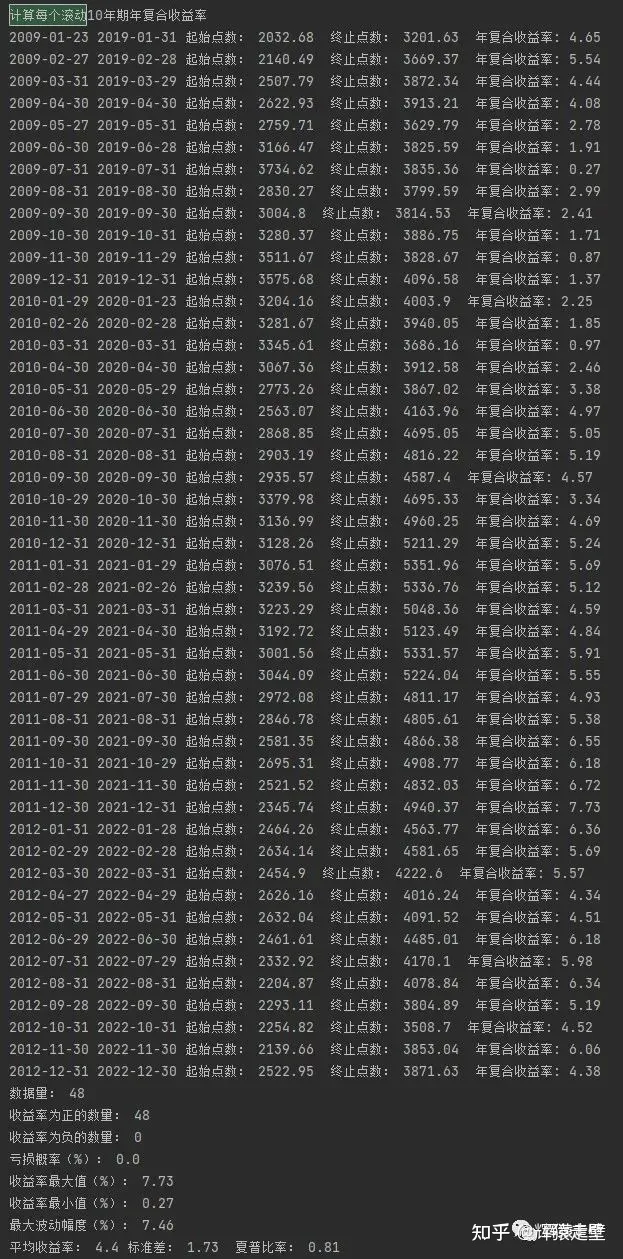 计算每个滚动10年期年复合收益率
2009-01-23 2019-01-31 起始点数: 2032.68 终止点数: 3201.63 年复合收益率: 4.65
2009-02-27 2019-02-28 起始点数: 2140.49 终止点数: 3669.37 年复合收益率: 5.54
2009-03-31 2019-03-29 起始点数: 2507.79 终止点数: 3872.34 年复合收益率: 4.44
2009-04-30 2019-04-30 起始点数: 2622.93 终止点数: 3913.21 年复合收益率: 4.08
2009-05-27 2019-05-31 起始点数: 2759.71 终止点数: 3629.79 年复合收益率: 2.78
2009-06-30 2019-06-28 起始点数: 3166.47 终止点数: 3825.59 年复合收益率: 1.91
2009-07-31 2019-07-31 起始点数: 3734.62 终止点数: 3835.36 年复合收益率: 0.27
2009-08-31 2019-08-30 起始点数: 2830.27 终止点数: 3799.59 年复合收益率: 2.99
2009-09-30 2019-09-30 起始点数: 3004.8 终止点数: 3814.53 年复合收益率: 2.41
2009-10-30 2019-10-31 起始点数: 3280.37 终止点数: 3886.75 年复合收益率: 1.71
2009-11-30 2019-11-29 起始点数: 3511.67 终止点数: 3828.67 年复合收益率: 0.87
2009-12-31 2019-12-31 起始点数: 3575.68 终止点数: 4096.58 年复合收益率: 1.37
2010-01-29 2020-01-23 起始点数: 3204.16 终止点数: 4003.9 年复合收益率: 2.25
2010-02-26 2020-02-28 起始点数: 3281.67 终止点数: 3940.05 年复合收益率: 1.85
2010-03-31 2020-03-31 起始点数: 3345.61 终止点数: 3686.16 年复合收益率: 0.97
2010-04-30 2020-04-30 起始点数: 3067.36 终止点数: 3912.58 年复合收益率: 2.46
2010-05-31 2020-05-29 起始点数: 2773.26 终止点数: 3867.02 年复合收益率: 3.38
2010-06-30 2020-06-30 起始点数: 2563.07 终止点数: 4163.96 年复合收益率: 4.97
2010-07-30 2020-07-31 起始点数: 2868.85 终止点数: 4695.05 年复合收益率: 5.05
2010-08-31 2020-08-31 起始点数: 2903.19 终止点数: 4816.22 年复合收益率: 5.19
2010-09-30 2020-09-30 起始点数: 2935.57 终止点数: 4587.4 年复合收益率: 4.57
2010-10-29 2020-10-30 起始点数: 3379.98 终止点数: 4695.33 年复合收益率: 3.34
2010-11-30 2020-11-30 起始点数: 3136.99 终止点数: 4960.25 年复合收益率: 4.69
2010-12-31 2020-12-31 起始点数: 3128.26 终止点数: 5211.29 年复合收益率: 5.24
2011-01-31 2021-01-29 起始点数: 3076.51 终止点数: 5351.96 年复合收益率: 5.69
2011-02-28 2021-02-26 起始点数: 3239.56 终止点数: 5336.76 年复合收益率: 5.12
2011-03-31 2021-03-31 起始点数: 3223.29 终止点数: 5048.36 年复合收益率: 4.59
2011-04-29 2021-04-30 起始点数: 3192.72 终止点数: 5123.49 年复合收益率: 4.84
2011-05-31 2021-05-31 起始点数: 3001.56 终止点数: 5331.57 年复合收益率: 5.91
2011-06-30 2021-06-30 起始点数: 3044.09 终止点数: 5224.04 年复合收益率: 5.55
2011-07-29 2021-07-30 起始点数: 2972.08 终止点数: 4811.17 年复合收益率: 4.93
2011-08-31 2021-08-31 起始点数: 2846.78 终止点数: 4805.61 年复合收益率: 5.38
2011-09-30 2021-09-30 起始点数: 2581.35 终止点数: 4866.38 年复合收益率: 6.55
2011-10-31 2021-10-29 起始点数: 2695.31 终止点数: 4908.77 年复合收益率: 6.18
2011-11-30 2021-11-30 起始点数: 2521.52 终止点数: 4832.03 年复合收益率: 6.72
2011-12-30 2021-12-31 起始点数: 2345.74 终止点数: 4940.37 年复合收益率: 7.73
2012-01-31 2022-01-28 起始点数: 2464.26 终止点数: 4563.77 年复合收益率: 6.36
2012-02-29 2022-02-28 起始点数: 2634.14 终止点数: 4581.65 年复合收益率: 5.69
2012-03-30 2022-03-31 起始点数: 2454.9 终止点数: 4222.6 年复合收益率: 5.57
2012-04-27 2022-04-29 起始点数: 2626.16 终止点数: 4016.24 年复合收益率: 4.34
2012-05-31 2022-05-31 起始点数: 2632.04 终止点数: 4091.52 年复合收益率: 4.51
2012-06-29 2022-06-30 起始点数: 2461.61 终止点数: 4485.01 年复合收益率: 6.18
2012-07-31 2022-07-29 起始点数: 2332.92 终止点数: 4170.1 年复合收益率: 5.98
2012-08-31 2022-08-31 起始点数: 2204.87 终止点数: 4078.84 年复合收益率: 6.34
2012-09-28 2022-09-30 起始点数: 2293.11 终止点数: 3804.89 年复合收益率: 5.19
2012-10-31 2022-10-31 起始点数: 2254.82 终止点数: 3508.7 年复合收益率: 4.52
2012-11-30 2022-11-30 起始点数: 2139.66 终止点数: 3853.04 年复合收益率: 6.06
2012-12-31 2022-12-30 起始点数: 2522.95 终止点数: 3871.63 年复合收益率: 4.38
数据量: 48
收益率为正的数量: 48
收益率为负的数量: 0
亏损概率(%): 0.0
收益率最大值(%): 7.73
收益率最小值(%): 0.27
最大波动幅度(%): 7.46
平均收益率: 4.4 标准差: 1.73 夏普比率: 0.81
知乎
走壁